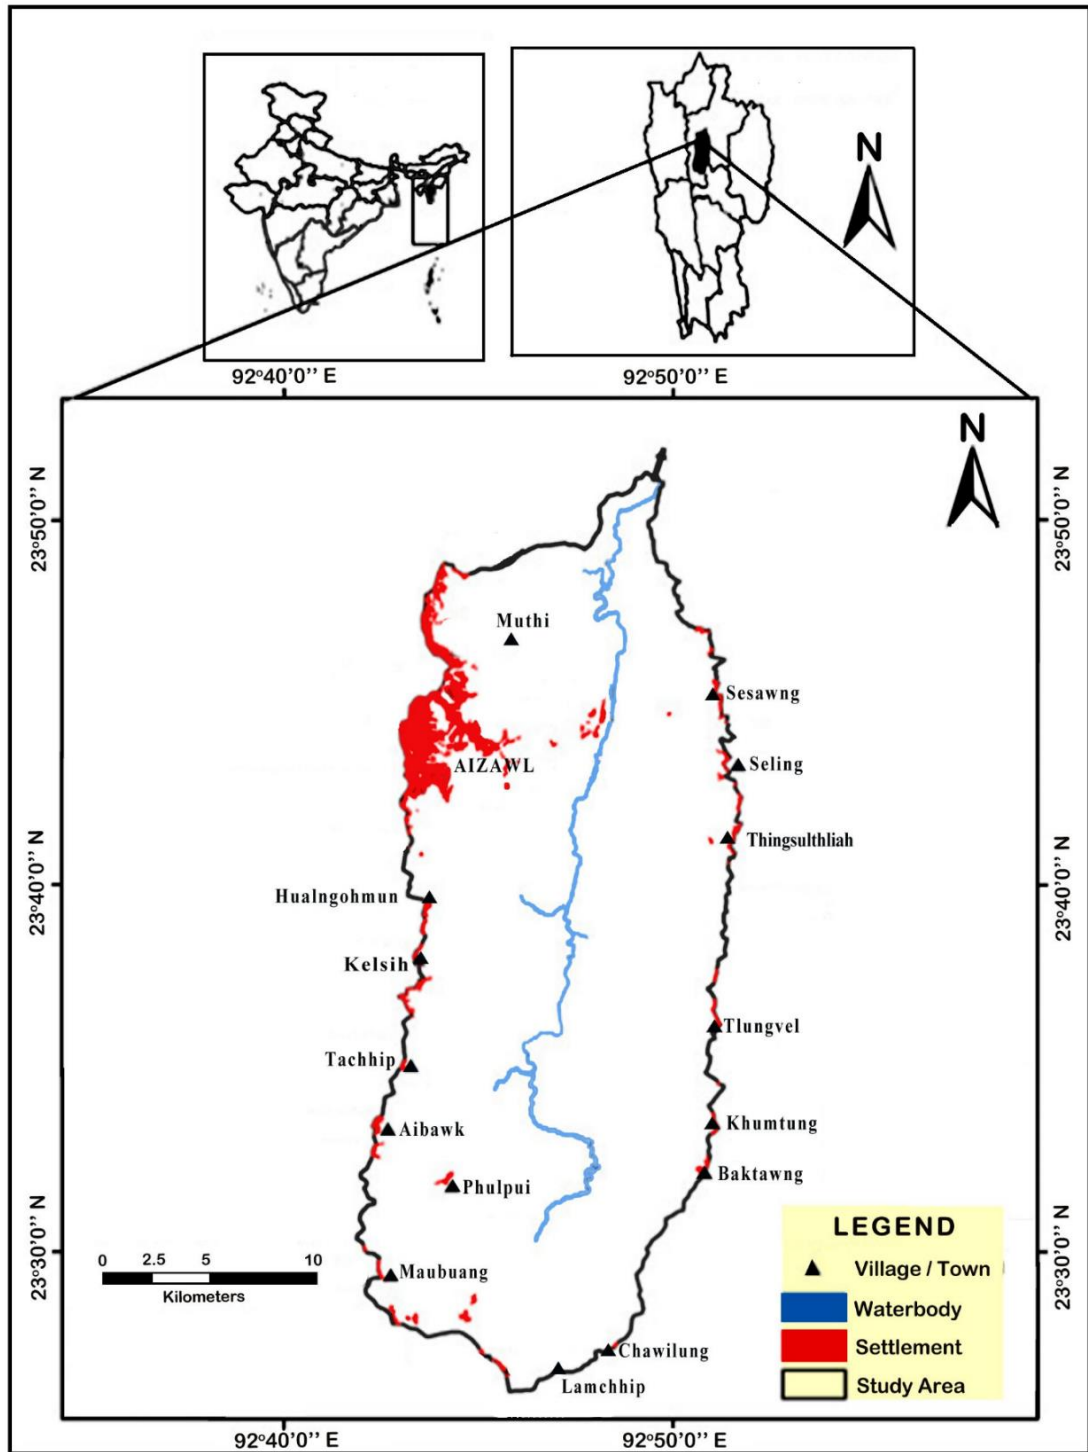 N
92°40'0'' E
92°50'0'' E
N
23°50'0'' N
23°50'0'' N
Muthi
Sesawng
AIZAWL
Seling
Thingsulthliah
23°40'0'' N
23°40'0'' N
Hualngohmun
Kelsih
Tlungvel
Tachhip
Aibawk
Khumtung
Baktawng
Phulpui
LEGEND
Village / Town
Waterbody
Settlement
Study Area
23°30'0'' N
23°30'0'' N
0 2.5 5 10
Kilometers
Maubuang
Chawilung
Lamchhip
92°40'0'' E
92°50'0'' E